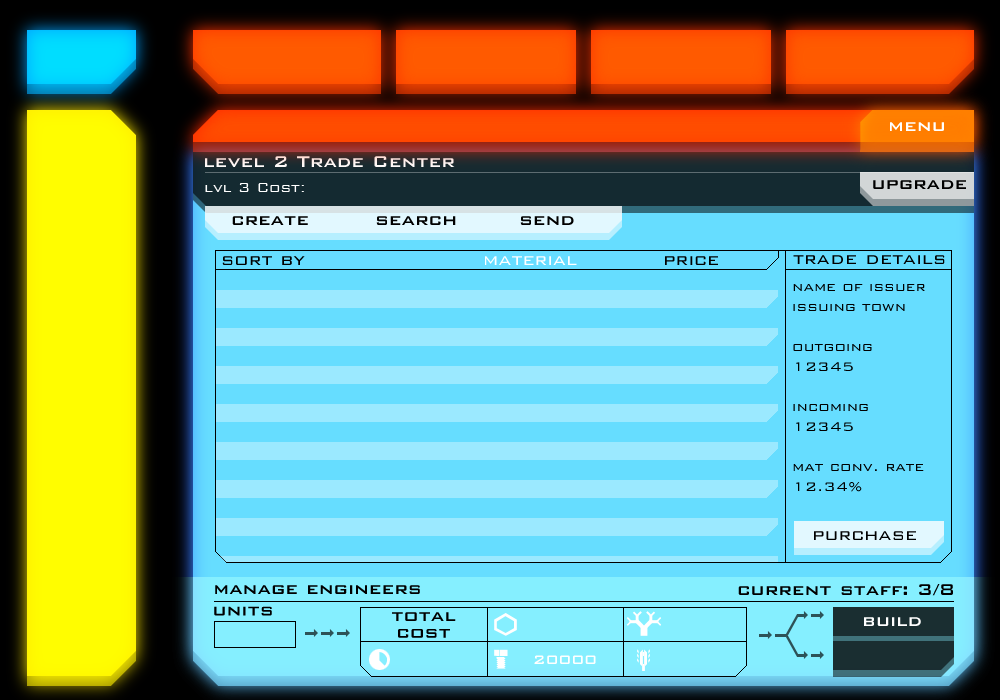 MENU
LEVEL 2 TRADE CENTER
LVL 3 COST:
UPGRADE
CREATE SEARCH SEND
SORT BY MATERIAL PRICE
TRADE DETAILS
NAME OF ISSUER
ISSUING TOWN
OUTGOING
12345
INCOMING
12345
MAT CONV. RATE
12.34%
PURCHASE
MANAGE ENGINEERS
CURRENT STAFF: 3/8
UNITS
TOTAL
COST
20000
BUILD